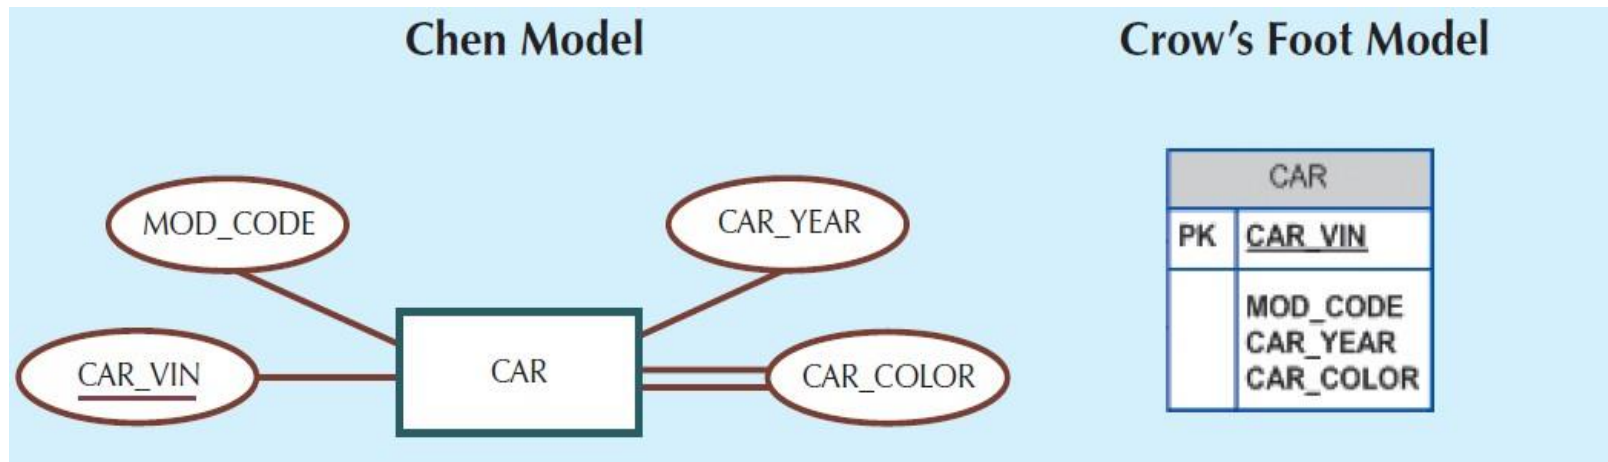 Chen Model
MOD_CODE
CAR_YEAR
CAR_VIN
CAR
CAR_COLOR
Crow's Foot Model
CAR
PK CAR_VIN
MOD_CODE
CAR_YEAR
CAR_COLOR